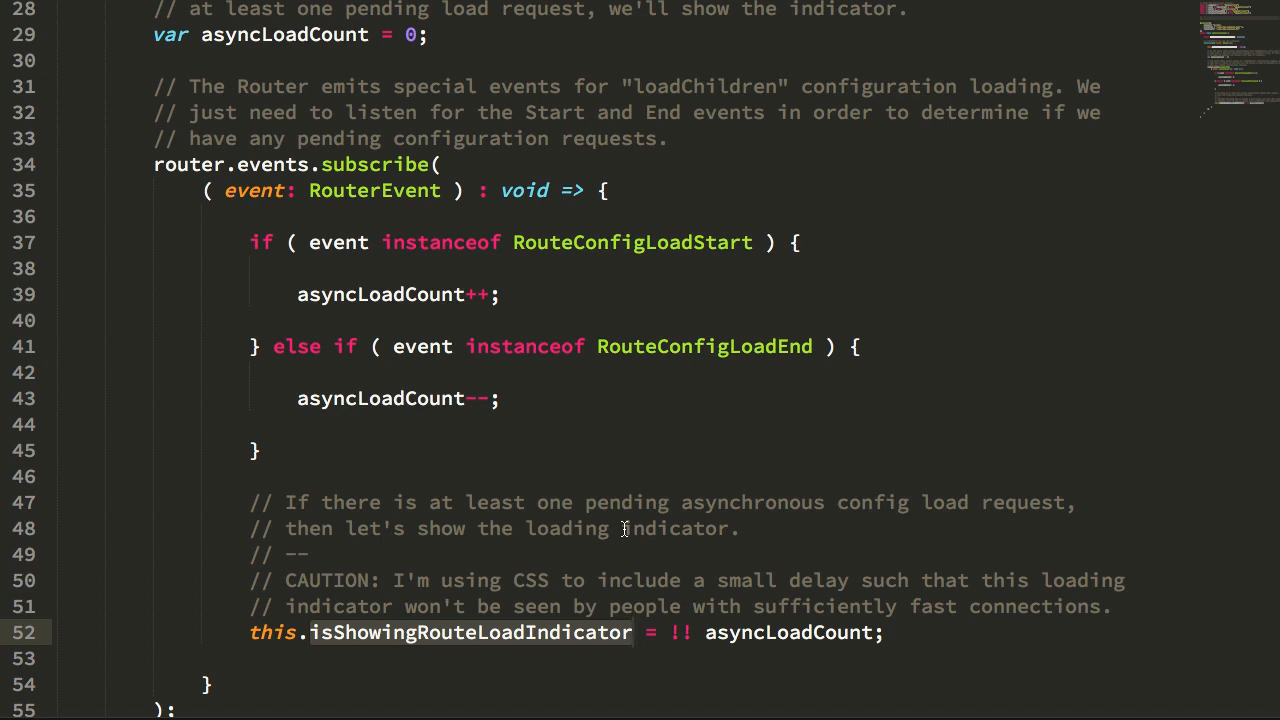 28 // at least one pending load request, we'll show the indicator.
29 var asyncLoadCount = 0;
30
31 // The Router emits special events for "loadChildren" configuration loading. We
32 // just need to listen for the Start and End events in order to determine if we
33 // have any pending configuration requests.
34 router.events.subscribe(
35 ( event: RouterEvent ) : void => {
36
37 if ( event instanceof RouteConfigLoadStart ) {
38
39 asyncLoadCount++;
40
41 } else if ( event instanceof RouteConfigLoadEnd ) {
42
43 asyncLoadCount--;
44
45 }
46
47 // If there is at least one pending asynchronous config load request,
48 // then let's show the loading indicator.
49 // --
50 // CAUTION: I'm using CSS to include a small delay such that this loading
51 // indicator won't be seen by people with sufficiently fast connections.
52 this.isShowingRouteLoadIndicator = !! asyncLoadCount;
53
54 }
55 );